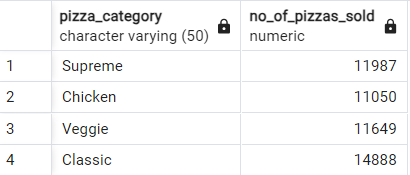 pizza_category no_of_pizzas_sold
character varying (50) numeric
1 Supreme 11987
2 Chicken 11050
3 Veggie 11649
4 Classic 14888